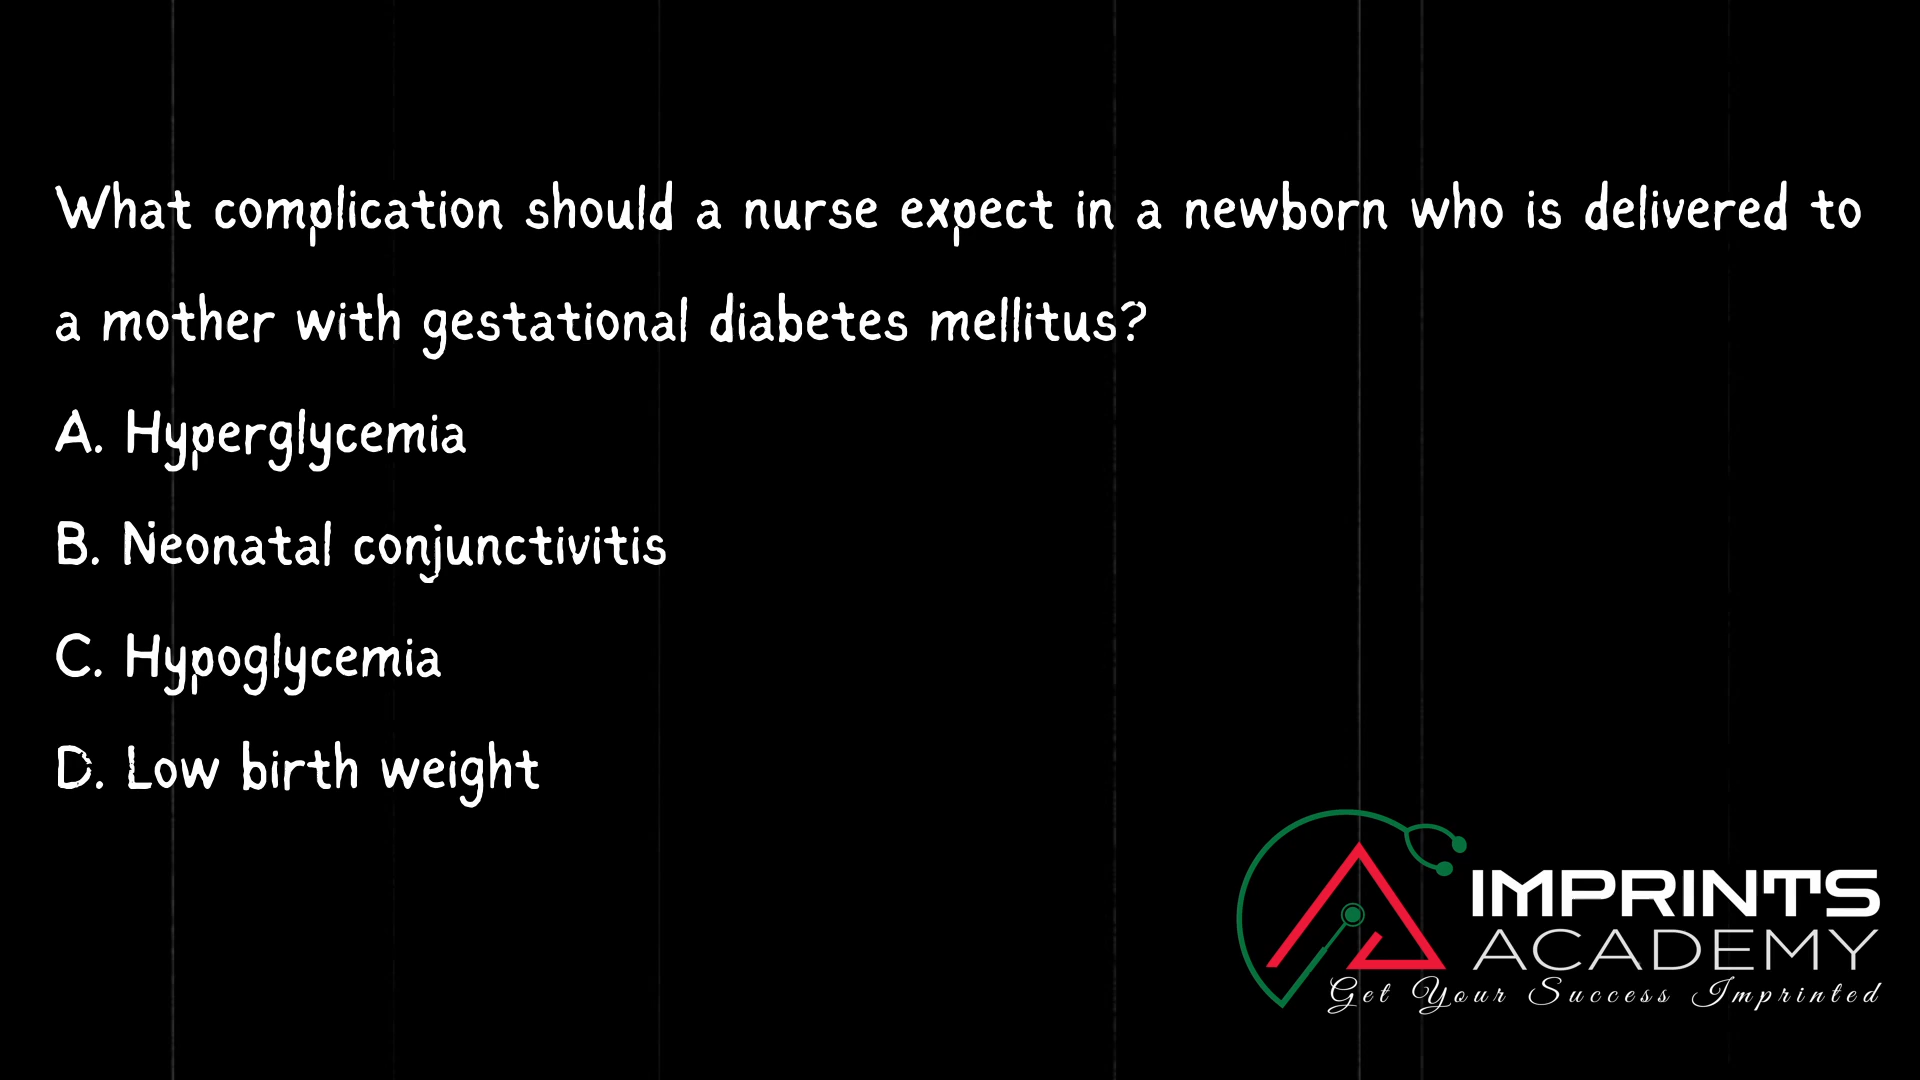 What complication should a nurse expect in a newborn who is delivered to
a mother with gestational diabetes mellitus?
A. Hyperglycemia
B. Neonatal conjunctivitis
C. Hypoglycemia
D. Low birth weight
IMPRINTS
ACADEMY
Get Your Success Imprinted